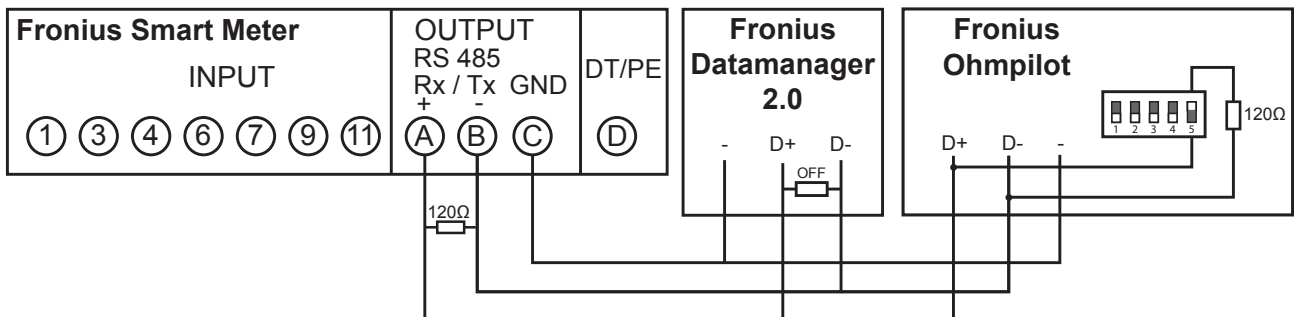 Fronius Smart Meter
INPUT
1 3 4 6 7 9 11
OUTPUT
RS 485
Rx / Tx GND
+ -
A B C
DT/PE
D
120Ω
Fronius
Datamanager
2.0
- D+ D-
OFF
Fronius
Ohmpilot
1 2 3 4 5
120Ω
D+ D- -